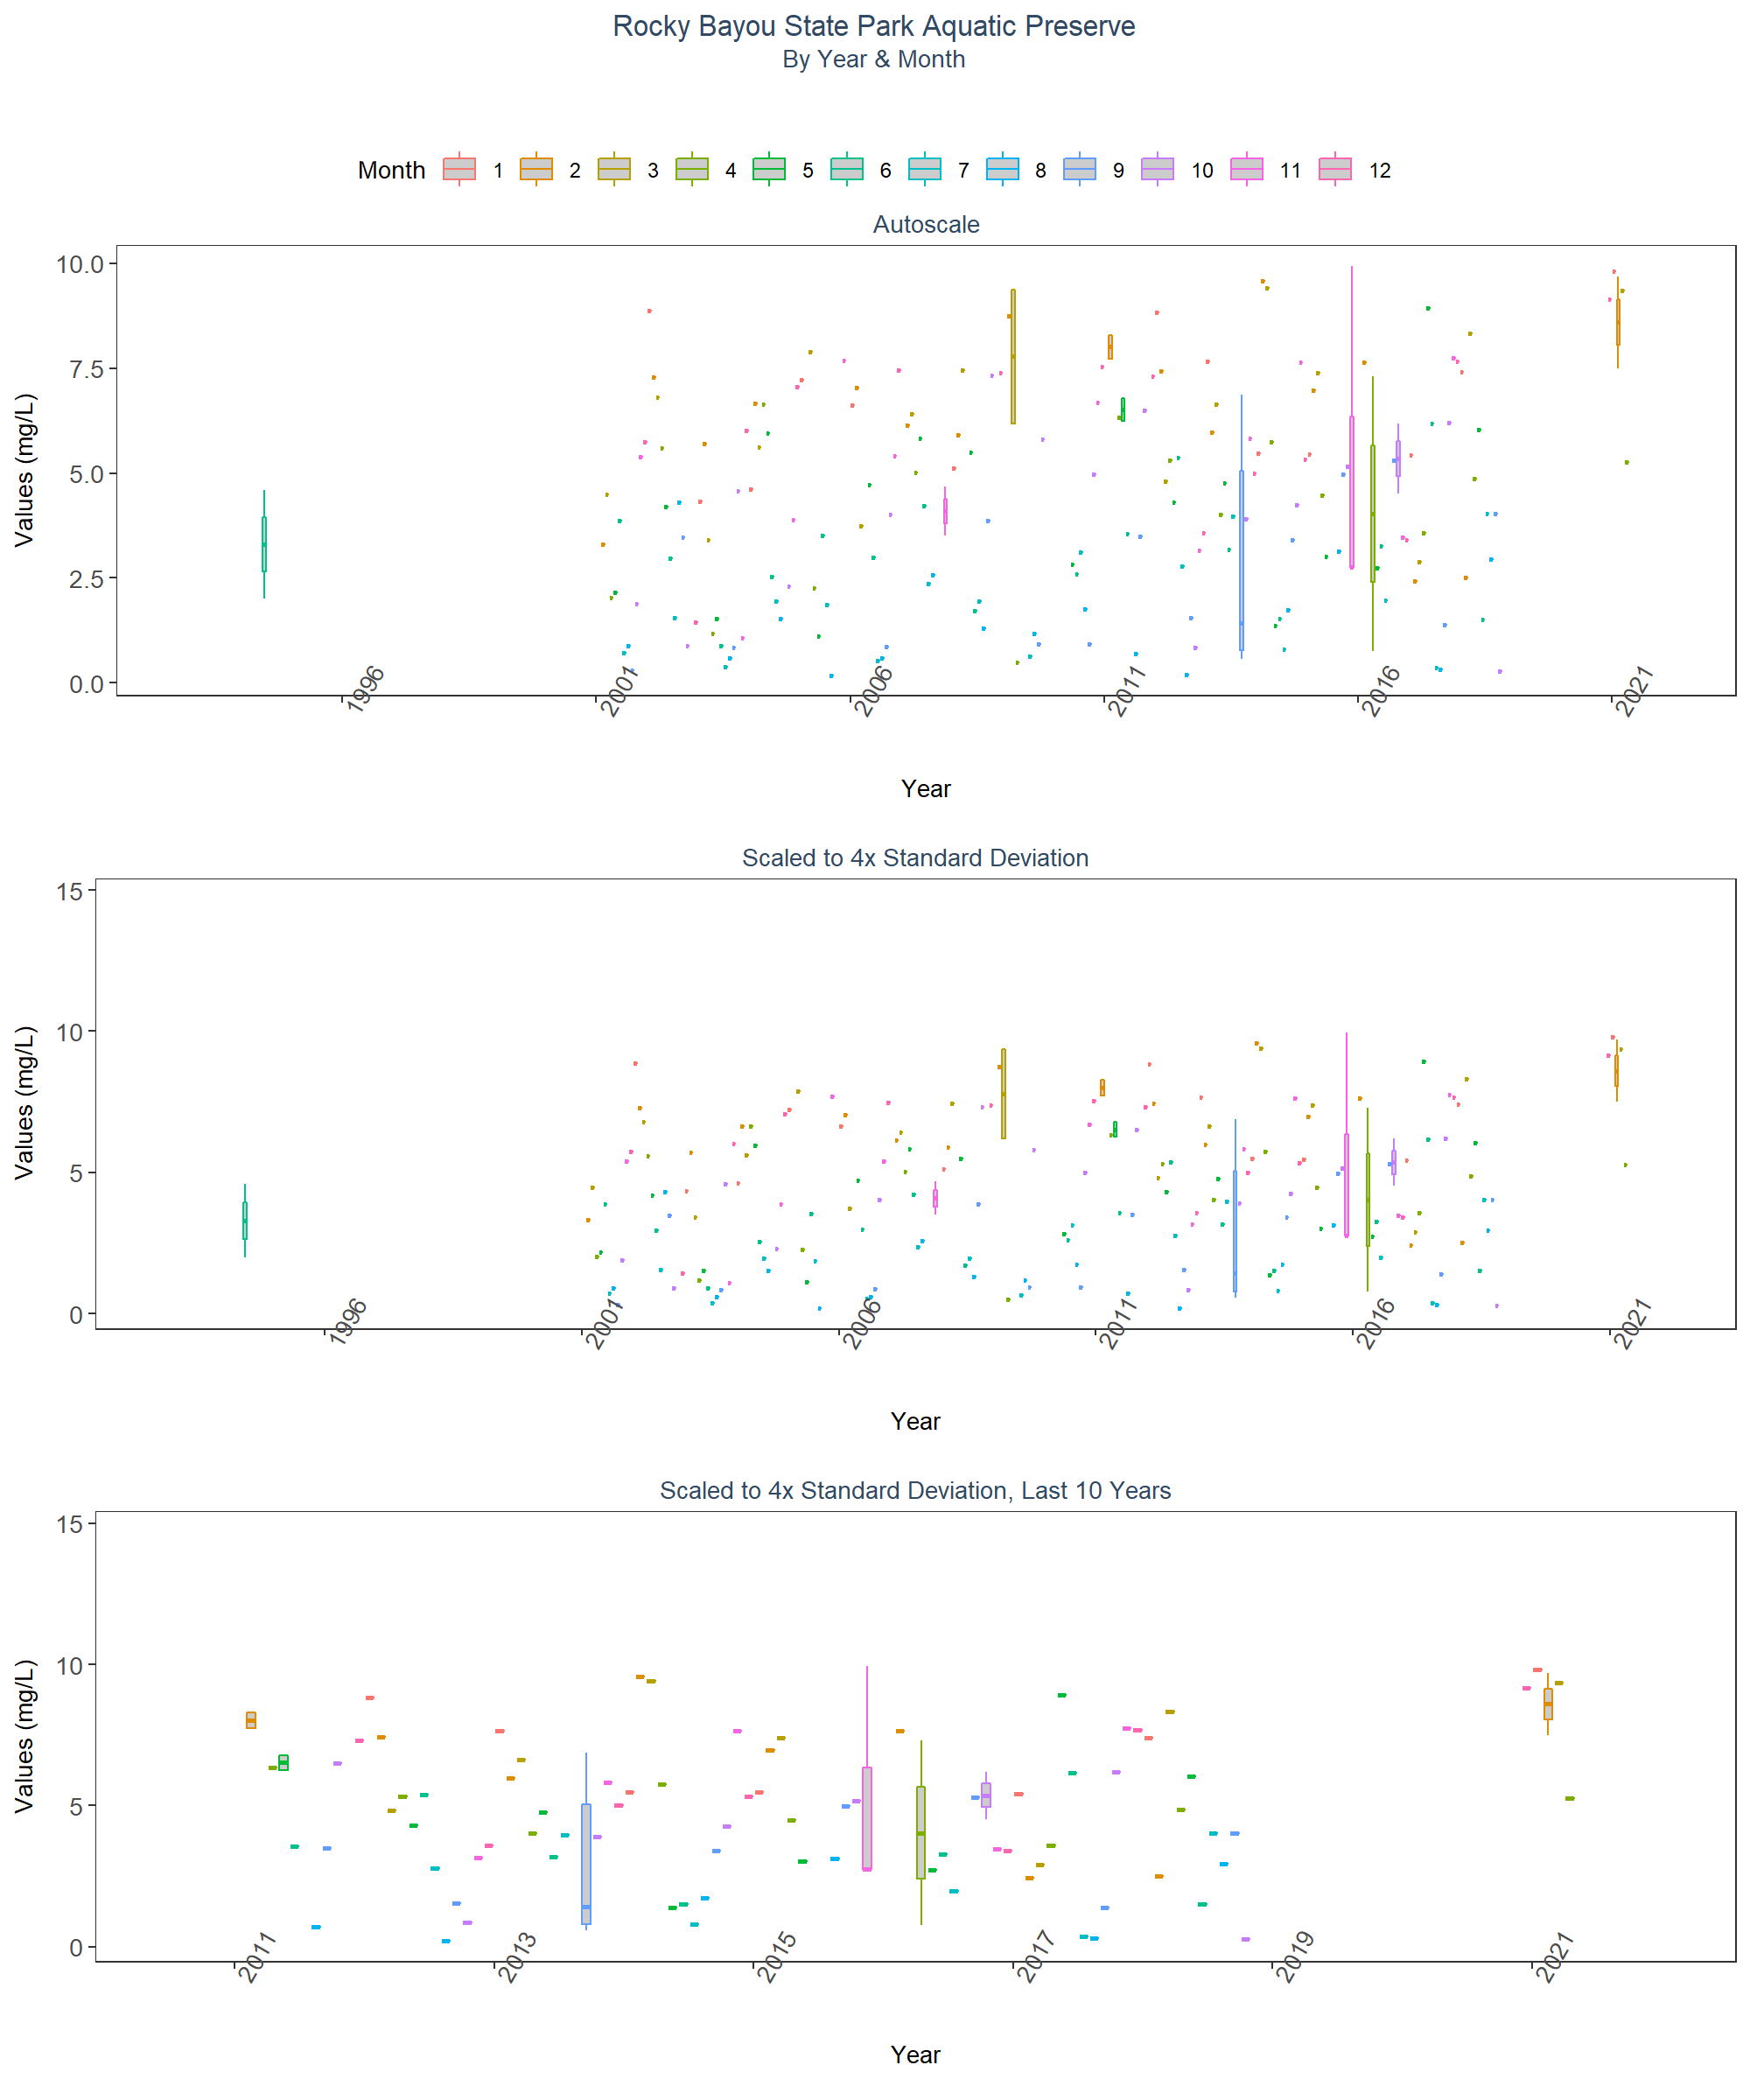 Rocky Bayou State Park Aquatic Preserve
By Year & Month
Month 1 2 3 4 5 6 7 8 9 10 11 12
Autoscale
Values (mg/L)
10.0
7.5
5.0
2.5
0.0
1996 2001 2006 2011 2016 2021
Year
Scaled to 4x Standard Deviation
Values (mg/L)
15
10
5
0
1996 2001 2006 2011 2016 2021
Year
Scaled to 4x Standard Deviation, Last 10 Years
Values (mg/L)
15
10
5
0
2011 2013 2015 2017 2019 2021
Year